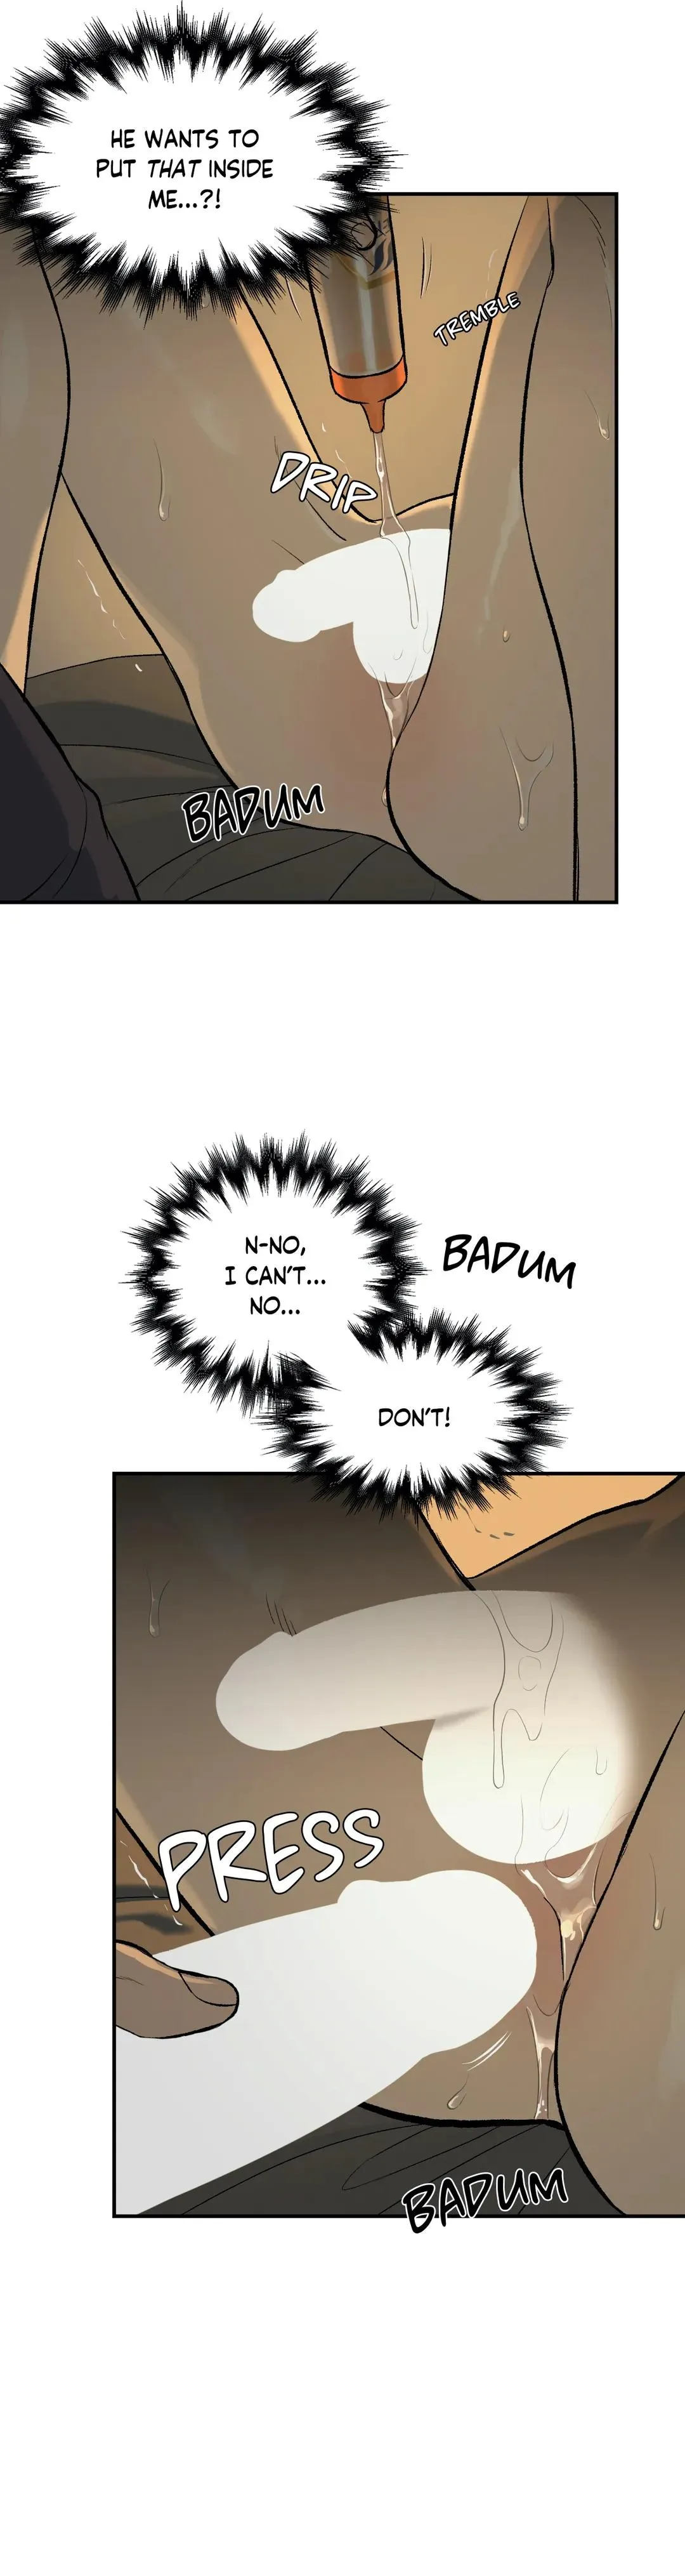 HE WANTS TO
PUT THAT INSIDE
ME...?!
TREMBLE
DRIP
BADUM
N-NO,
I CAN'T...
NO...
BADUM
DON'T!
PRESS
BADUM